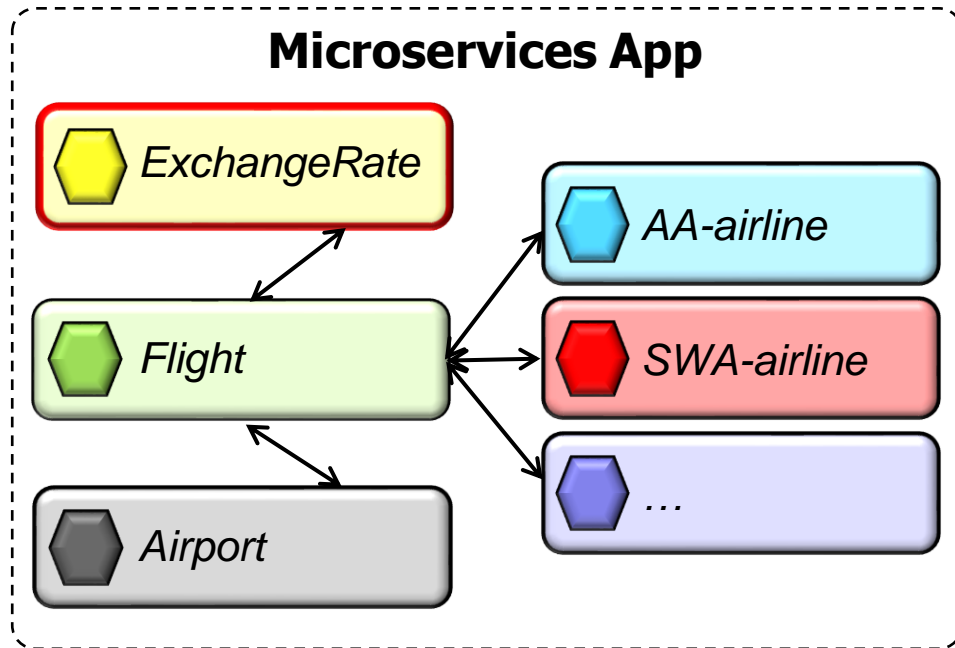 Microservices App
ExchangeRate
AA-airline
Flight
SWA-airline
…
Airport